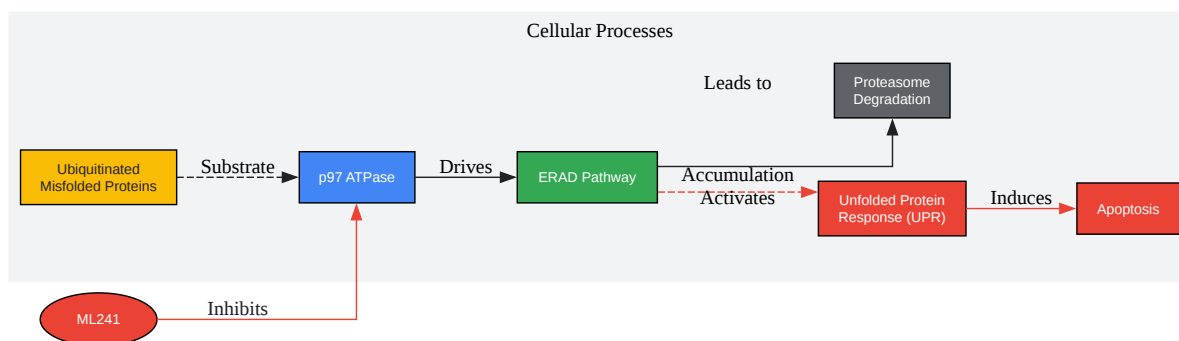 Cellular Processes
Leads to
Proteasome
Degradation
Ubiquitinated
Misfolded Proteins
Substrate
p97 ATPase
Drives
ERAD Pathway
Accumulation
Activates
Unfolded Protein
Response (UPR)
Induces
Apoptosis
ML241
Inhibits